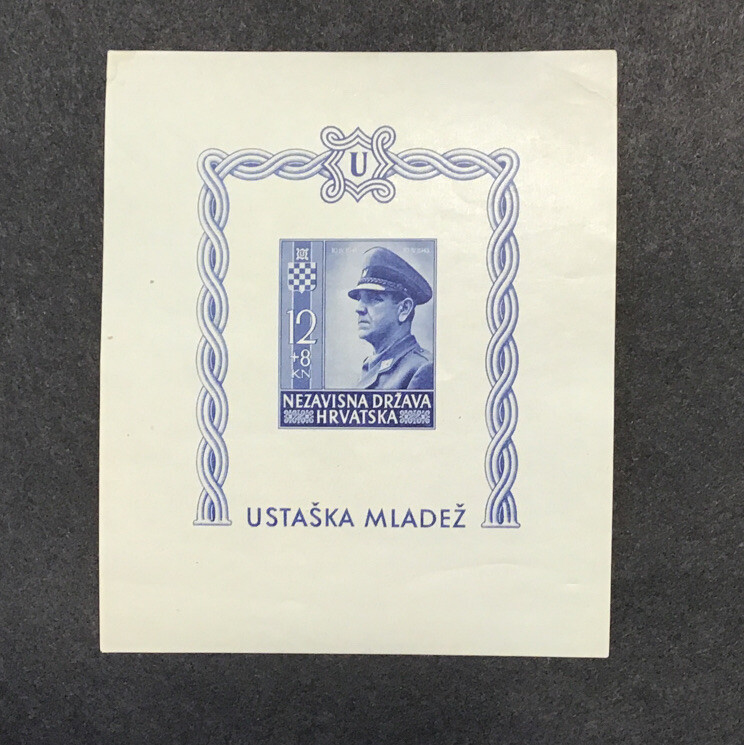 U
12
+8
KN
NEZAVISNA DRŽAVA
HRVATSKA
USTAŠKA MLADEŽ